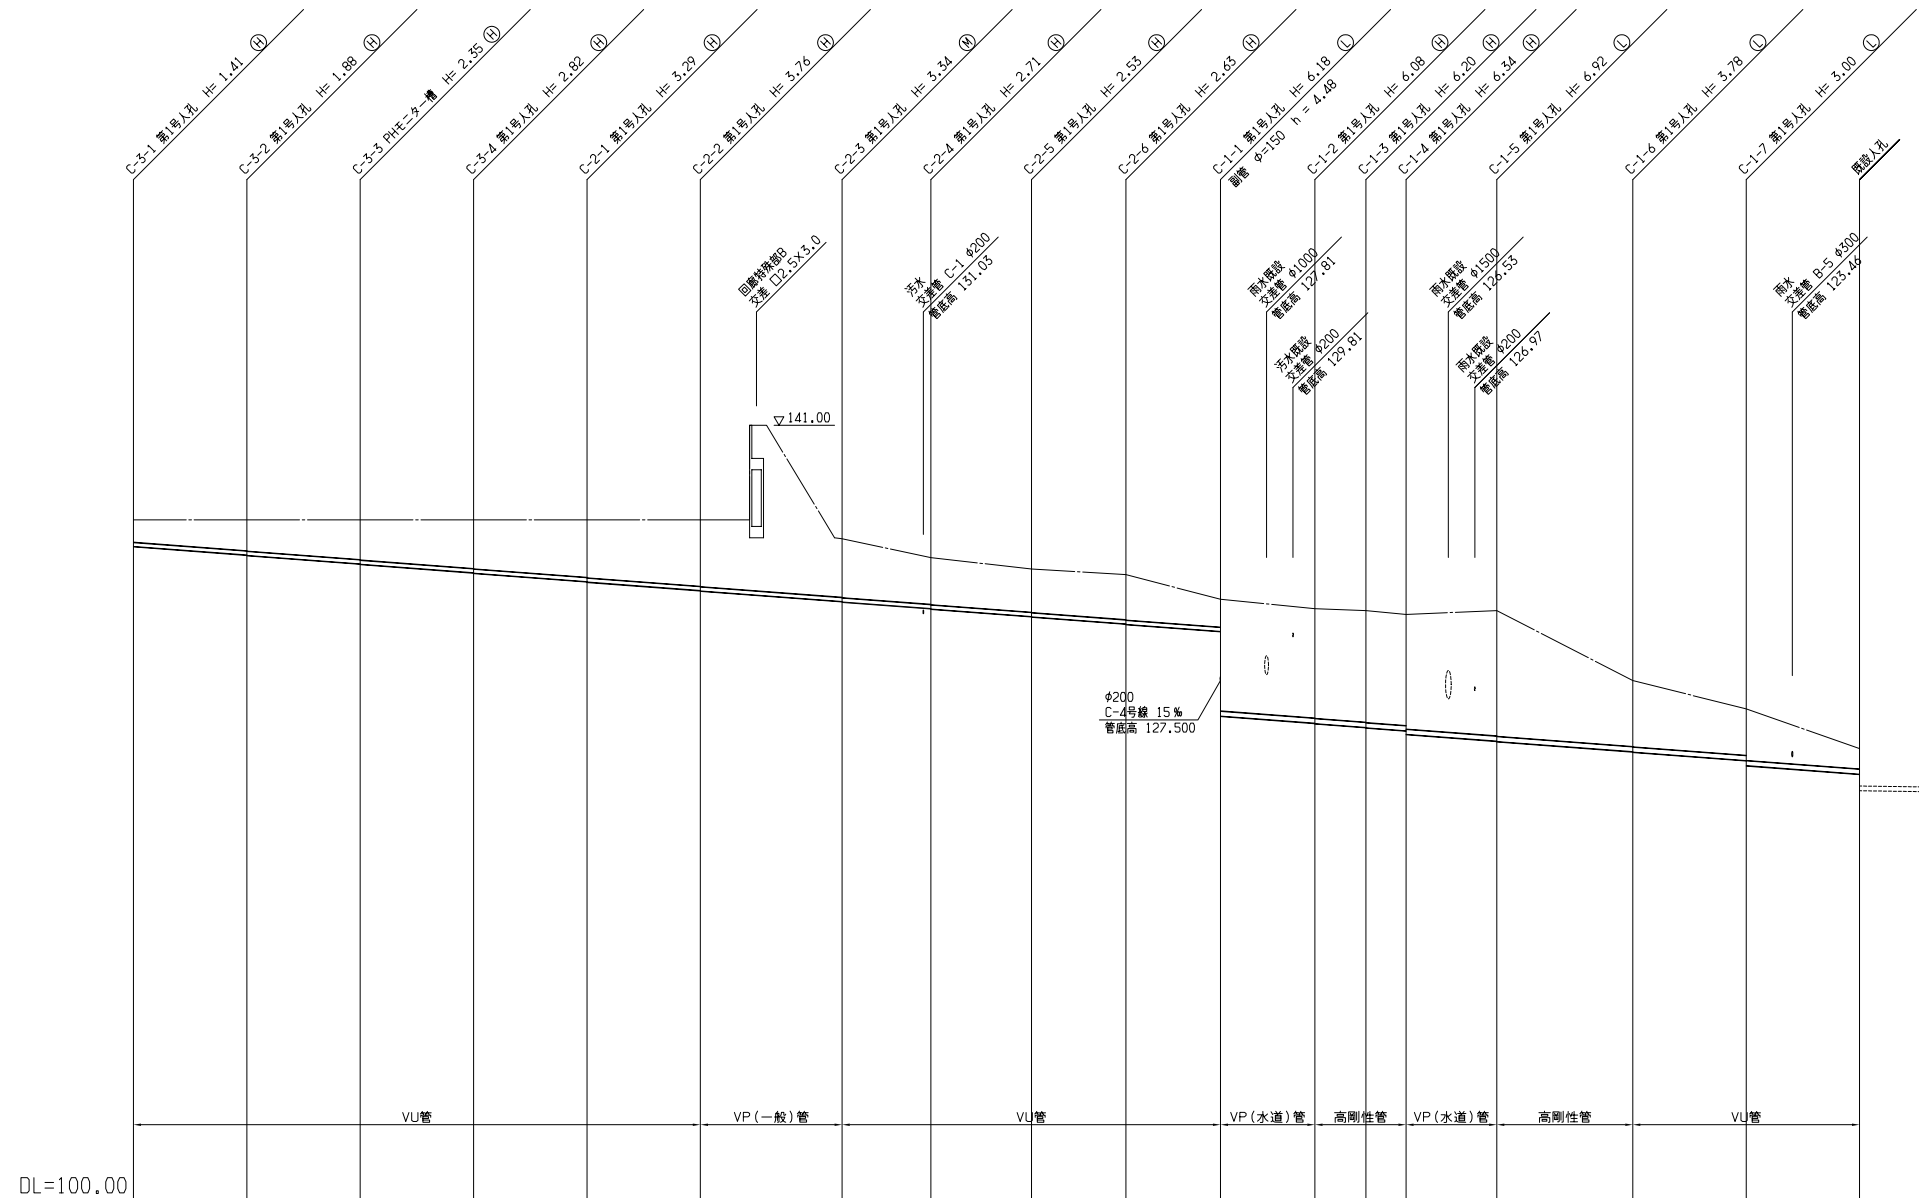 C-3-1 第1号人孔 H= 1.41 Ⓗ
C-3-2 第1号人孔 H= 1.88 Ⓗ
C-3-3 PHモニター槽 H= 2.35 Ⓗ
C-3-4 第1号人孔 H= 2.82 Ⓗ
C-2-1 第1号人孔 H= 3.29 Ⓗ
C-2-2 第1号人孔 H= 3.76 Ⓗ
C-2-3 第1号人孔 H= 3.34 Ⓜ
C-2-4 第1号人孔 H= 2.71 Ⓗ
C-2-5 第1号人孔 H= 2.53 Ⓗ
C-2-6 第1号人孔 H= 2.63 Ⓗ
C-1-1 第1号人孔 H= 6.18 Ⓛ
副管 φ=150 h = 4.48
C-1-2 第1号人孔 H= 6.08 Ⓗ
C-1-3 第1号人孔 H= 6.20 Ⓗ
C-1-4 第1号人孔 H= 6.34 Ⓗ
C-1-5 第1号人孔 H= 6.92 Ⓛ
C-1-6 第1号人孔 H= 3.78 Ⓛ
C-1-7 第1号人孔 H= 3.00 Ⓛ
既設人孔
回廊特殊部B
交差 □2.5×3.0
汚水
交差管 C-1 φ200
管底高 131.03
雨水既設
交差管 φ1000
管底高 127.81
汚水既設
交差管 φ200
管底高 129.81
雨水既設
交差管 φ1500
管底高 126.53
雨水既設
交差管 φ200
管底高 126.97
雨水
交差管 B-5 φ300
管底高 123.46
▽141.00
φ200
C-4号線 15‰
管底高 127.500
VU管
VP(一般)管
VU管
VP(水道)管
高剛性管
VP(水道)管
高剛性管
VU管
DL=100.00